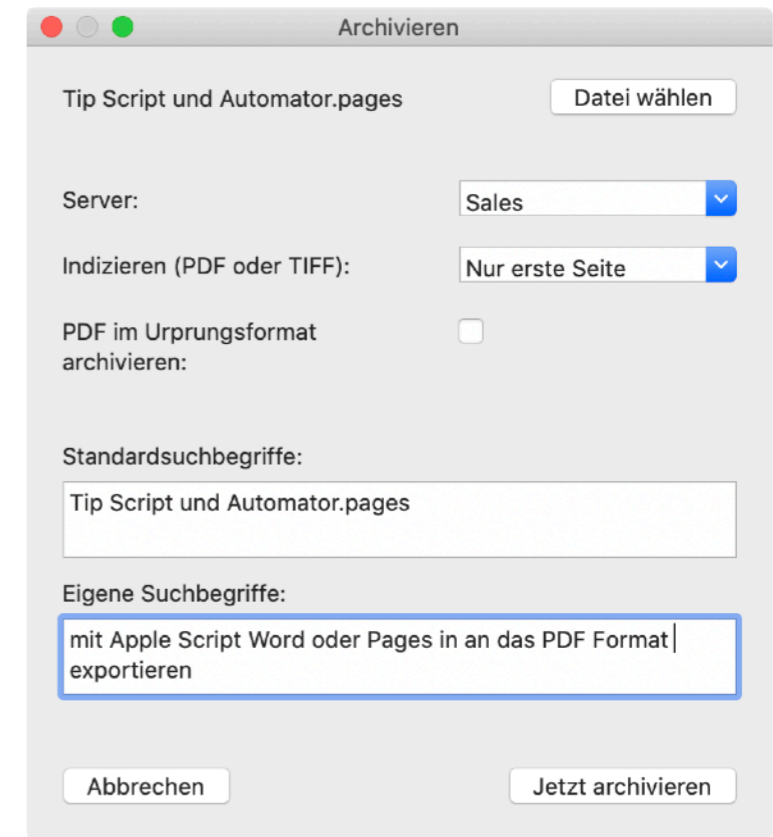 Archivieren
Tip Script und Automator.pages
Datei wählen
Server:
Sales
Indizieren (PDF oder TIFF):
Nur erste Seite
PDF im Urprungsformat
archivieren:
Standardsuchbegriffe:
Tip Script und Automator.pages
Eigene Suchbegriffe:
mit Apple Script Word oder Pages in an das PDF Format
exportieren
Abbrechen
Jetzt archivieren